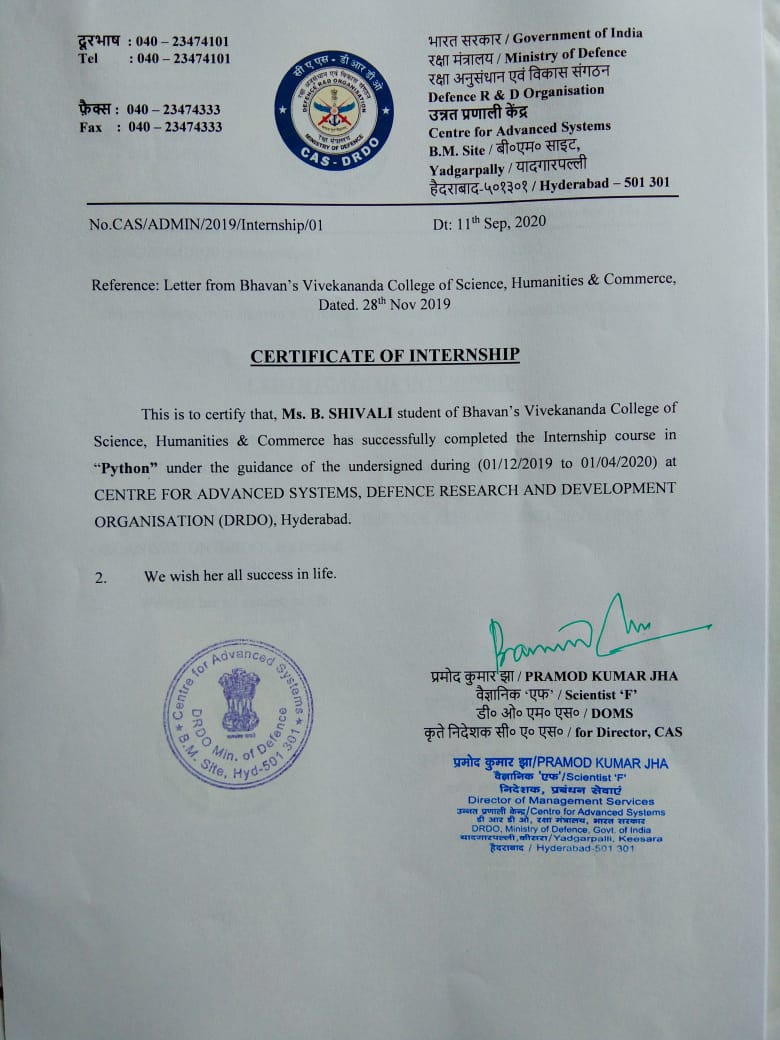 दूरभाष : 040 – 23474101
Tel : 040 – 23474101
फ़ैक्स : 040 – 23474333
Fax : 040 – 23474333
सी ए एस - डी आर डी ओ
DEFENCE R&D ORGANISATION
रक्षा मंत्रालय
MINISTRY OF DEFENCE
CAS-DRDO
भारत सरकार / Government of India
रक्षा मंत्रालय / Ministry of Defence
रक्षा अनुसंधान एवं विकास संगठन
Defence R & D Organisation
उन्नत प्रणाली केंद्र
Centre for Advanced Systems
B.M. Site / बी०एम० साइट,
Yadgarpally / यादगारपल्ली
हैदराबाद-५०१३०१ / Hyderabad – 501 301
No.CAS/ADMIN/2019/Internship/01
Dt: 11th Sep, 2020
Reference: Letter from Bhavan's Vivekananda College of Science, Humanities & Commerce,
Dated. 28th Nov 2019
CERTIFICATE OF INTERNSHIP
This is to certify that, Ms. B. SHIVALI student of Bhavan's Vivekananda College of
Science, Humanities & Commerce has successfully completed the Internship course in
“Python” under the guidance of the undersigned during (01/12/2019 to 01/04/2020) at
CENTRE FOR ADVANCED SYSTEMS, DEFENCE RESEARCH AND DEVELOPMENT
ORGANISATION (DRDO), Hyderabad.
2. We wish her all success in life.
Centre for Advanced Systems
DRDO Min. of Defence
B.M. Site, Hyd-501 301
प्रमोद कुमार झा / PRAMOD KUMAR JHA
वैज्ञानिक ‘एफ’ / Scientist ‘F’
डी० ओ० एम० एस० / DOMS
कृते निदेशक सी० ए० एस० / for Director, CAS
प्रमोद कुमार झा/PRAMOD KUMAR JHA
वैज्ञानिक 'एफ'/Scientist 'F'
निदेशक, प्रबंधन सेवाएं
Director of Management Services
उन्नत प्रणाली केन्द्र/Centre for Advanced Systems
डी आर डी ओ, रक्षा मंत्रालय, भारत सरकार
DRDO, Ministry of Defence, Govt. of India
यादगारपल्ली,कीसरा/Yadgarpalli, Keesara
हैदराबाद / Hyderabad-501 301